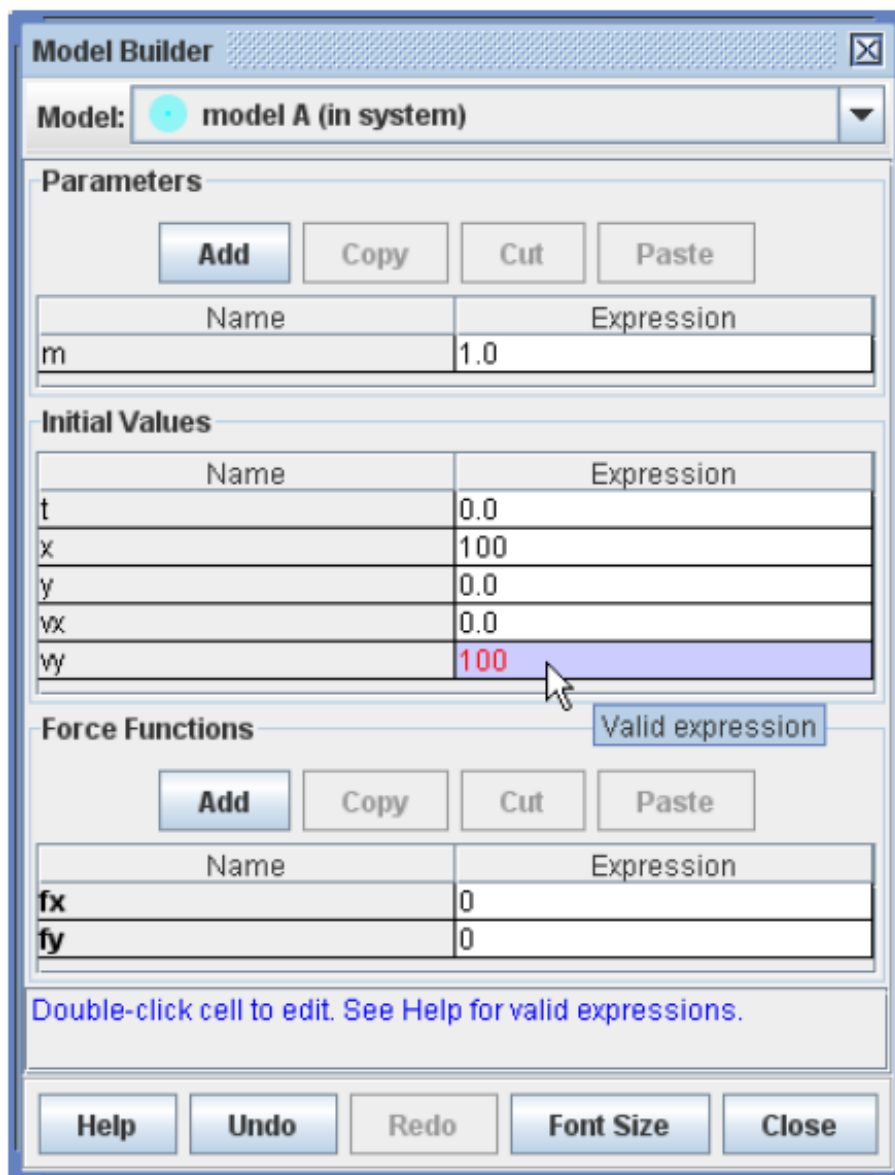 Model Builder
Model: model A (in system)
Parameters
Add Copy Cut Paste
Name Expression
m 1.0
Initial Values
Name Expression
t 0.0
x 100
y 0.0
vx 0.0
vy 100
Valid expression
Force Functions
Add Copy Cut Paste
Name Expression
fx 0
fy 0
Double-click cell to edit. See Help for valid expressions.
Help Undo Redo Font Size Close